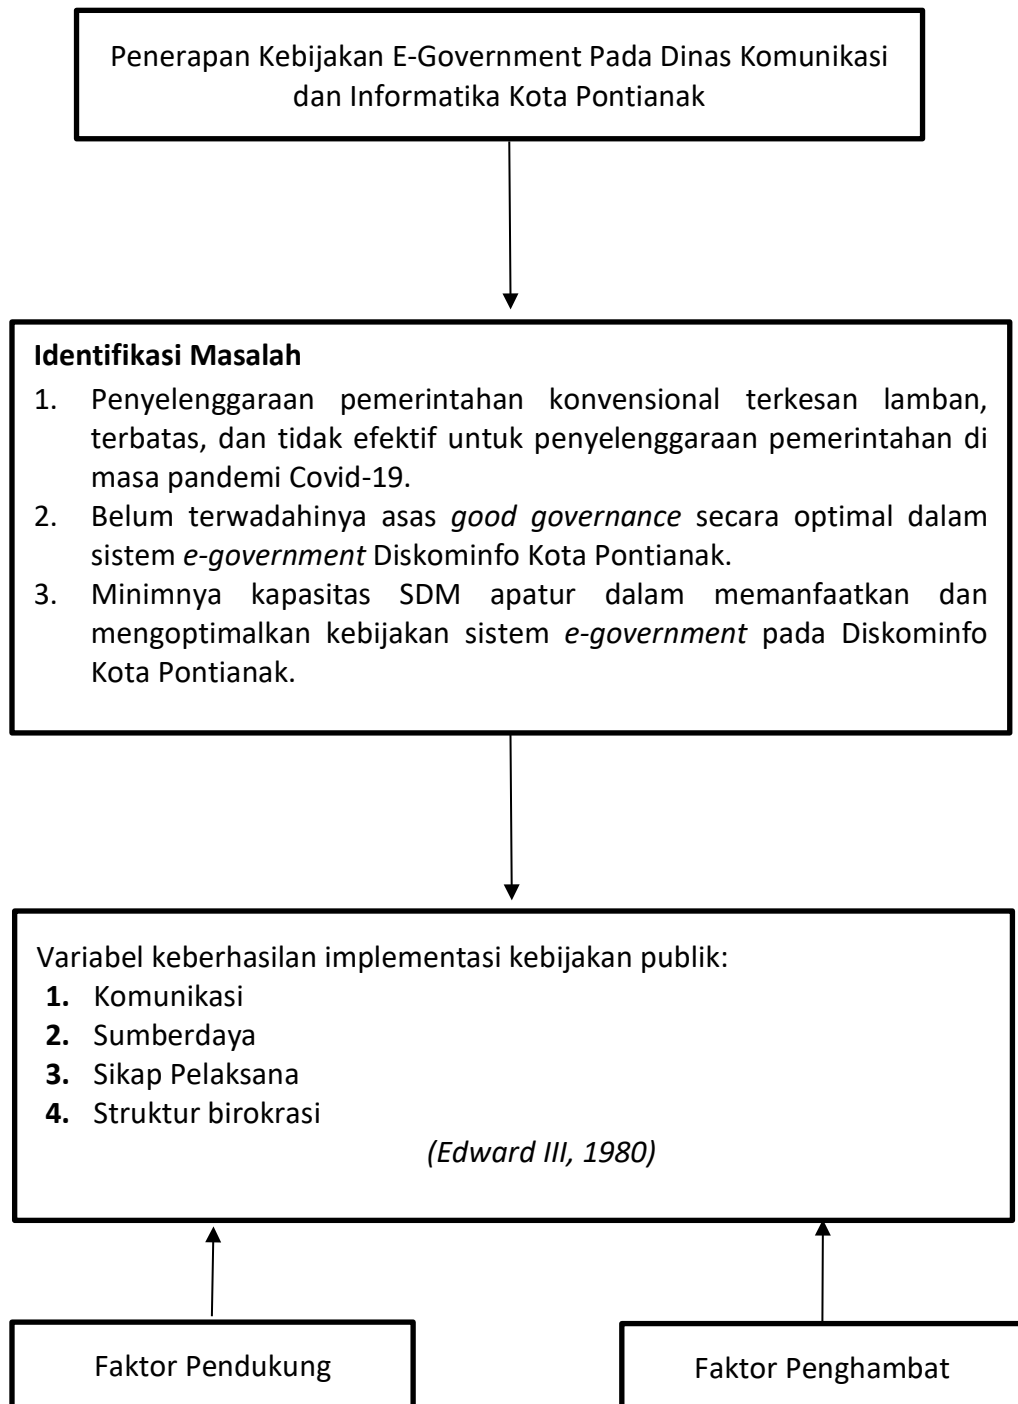 Penerapan Kebijakan E-Government Pada Dinas Komunikasi
dan Informatika Kota Pontianak
Identifikasi Masalah
1. Penyelenggaraan pemerintahan konvensional terkesan lamban,
terbatas, dan tidak efektif untuk penyelenggaraan pemerintahan di
masa pandemi Covid-19.
2. Belum terwadahinya asas good governance secara optimal dalam
sistem e-government Diskominfo Kota Pontianak.
3. Minimnya kapasitas SDM apatur dalam memanfaatkan dan
mengoptimalkan kebijakan sistem e-government pada Diskominfo
Kota Pontianak.
Variabel keberhasilan implementasi kebijakan publik:
1. Komunikasi
2. Sumberdaya
3. Sikap Pelaksana
4. Struktur birokrasi
(Edward III, 1980)
Faktor Pendukung
Faktor Penghambat